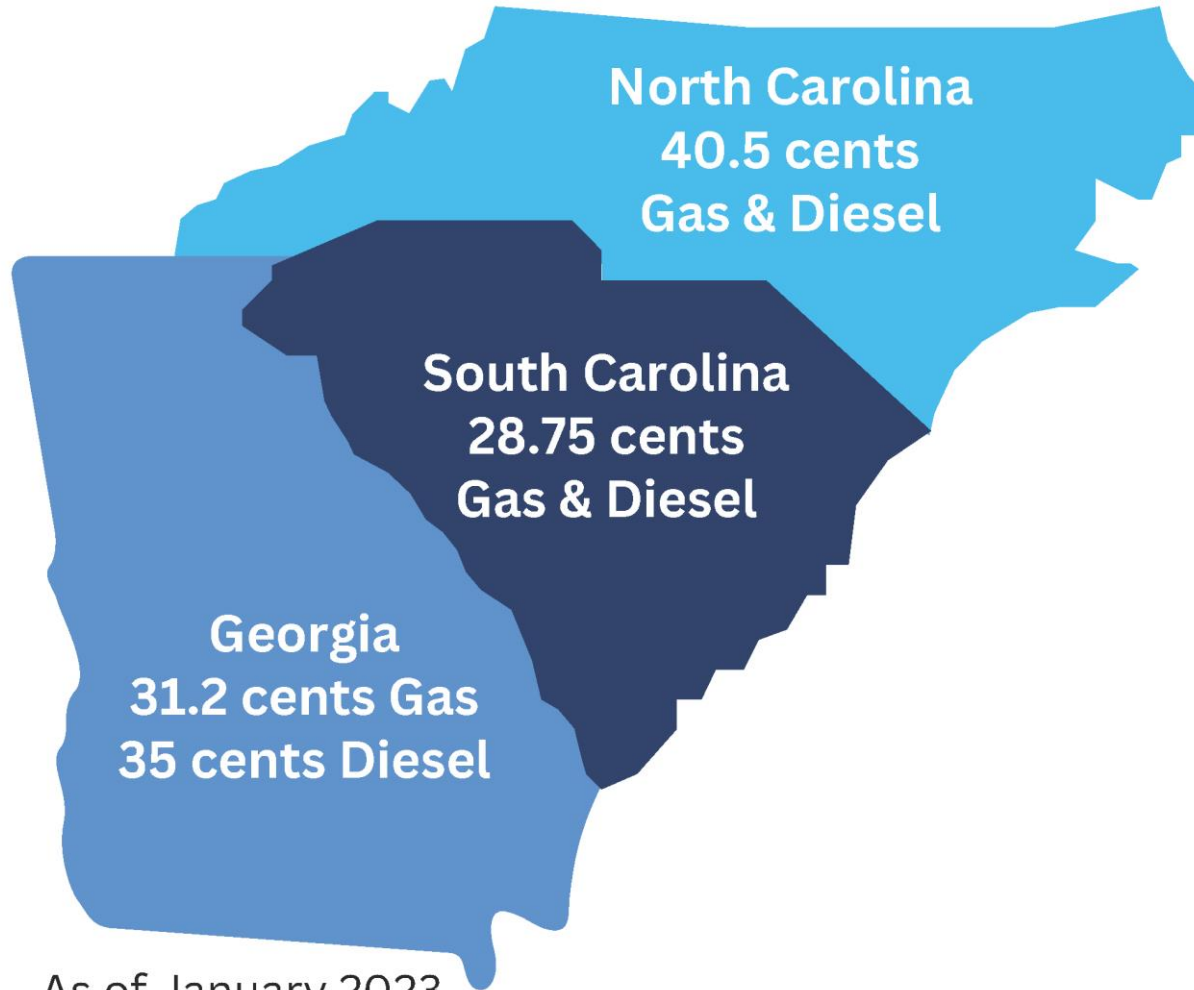 North Carolina
40.5 cents
Gas & Diesel
South Carolina
28.75 cents
Gas & Diesel
Georgia
31.2 cents Gas
35 cents Diesel
As of January 2023